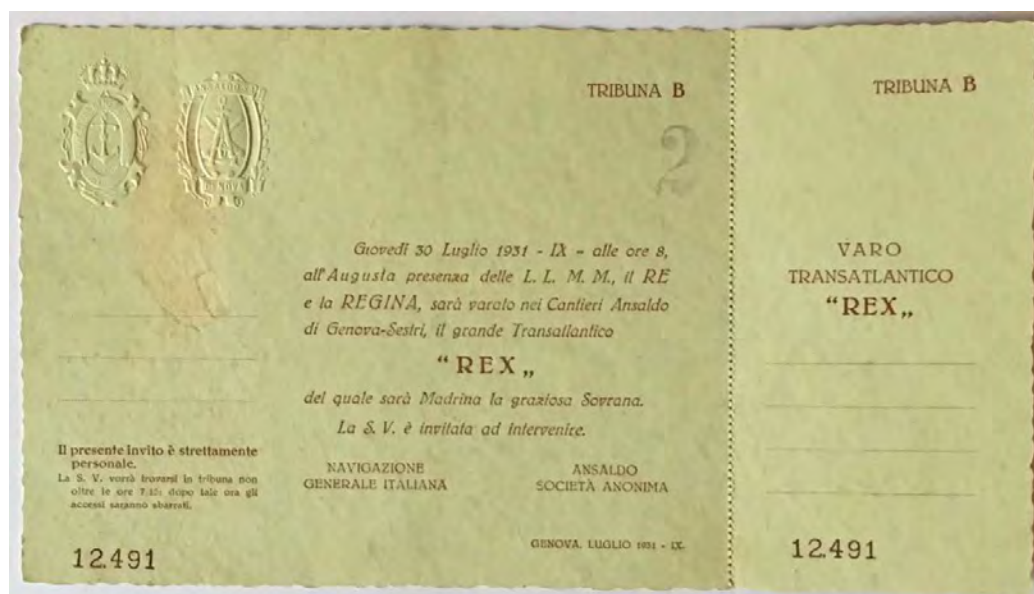 ANSALDO
GENOVA
TRIBUNA B
2
Giovedì 30 Luglio 1931 - IX - alle ore 8,
all'Augusta presenza delle L. L. M. M., il RE
e la REGINA, sarà varato nei Cantieri Ansaldo
di Genova-Sestri, il grande Transatlantico
“REX„
del quale sarà Madrina la graziosa Sovrana.
La S. V. è invitata ad intervenire.
NAVIGAZIONE
GENERALE ITALIANA
ANSALDO
SOCIETÀ ANONIMA
GENOVA, LUGLIO 1931 - IX.
Il presente Invito è strettamente
personale.
La S. V. vorrà trovarsi in tribuna non
oltre le ore 7.45; dopo tale ora gli
accessi saranno sbarrati.
12.491
TRIBUNA B
VARO
TRANSATLANTICO
“REX„
12.491